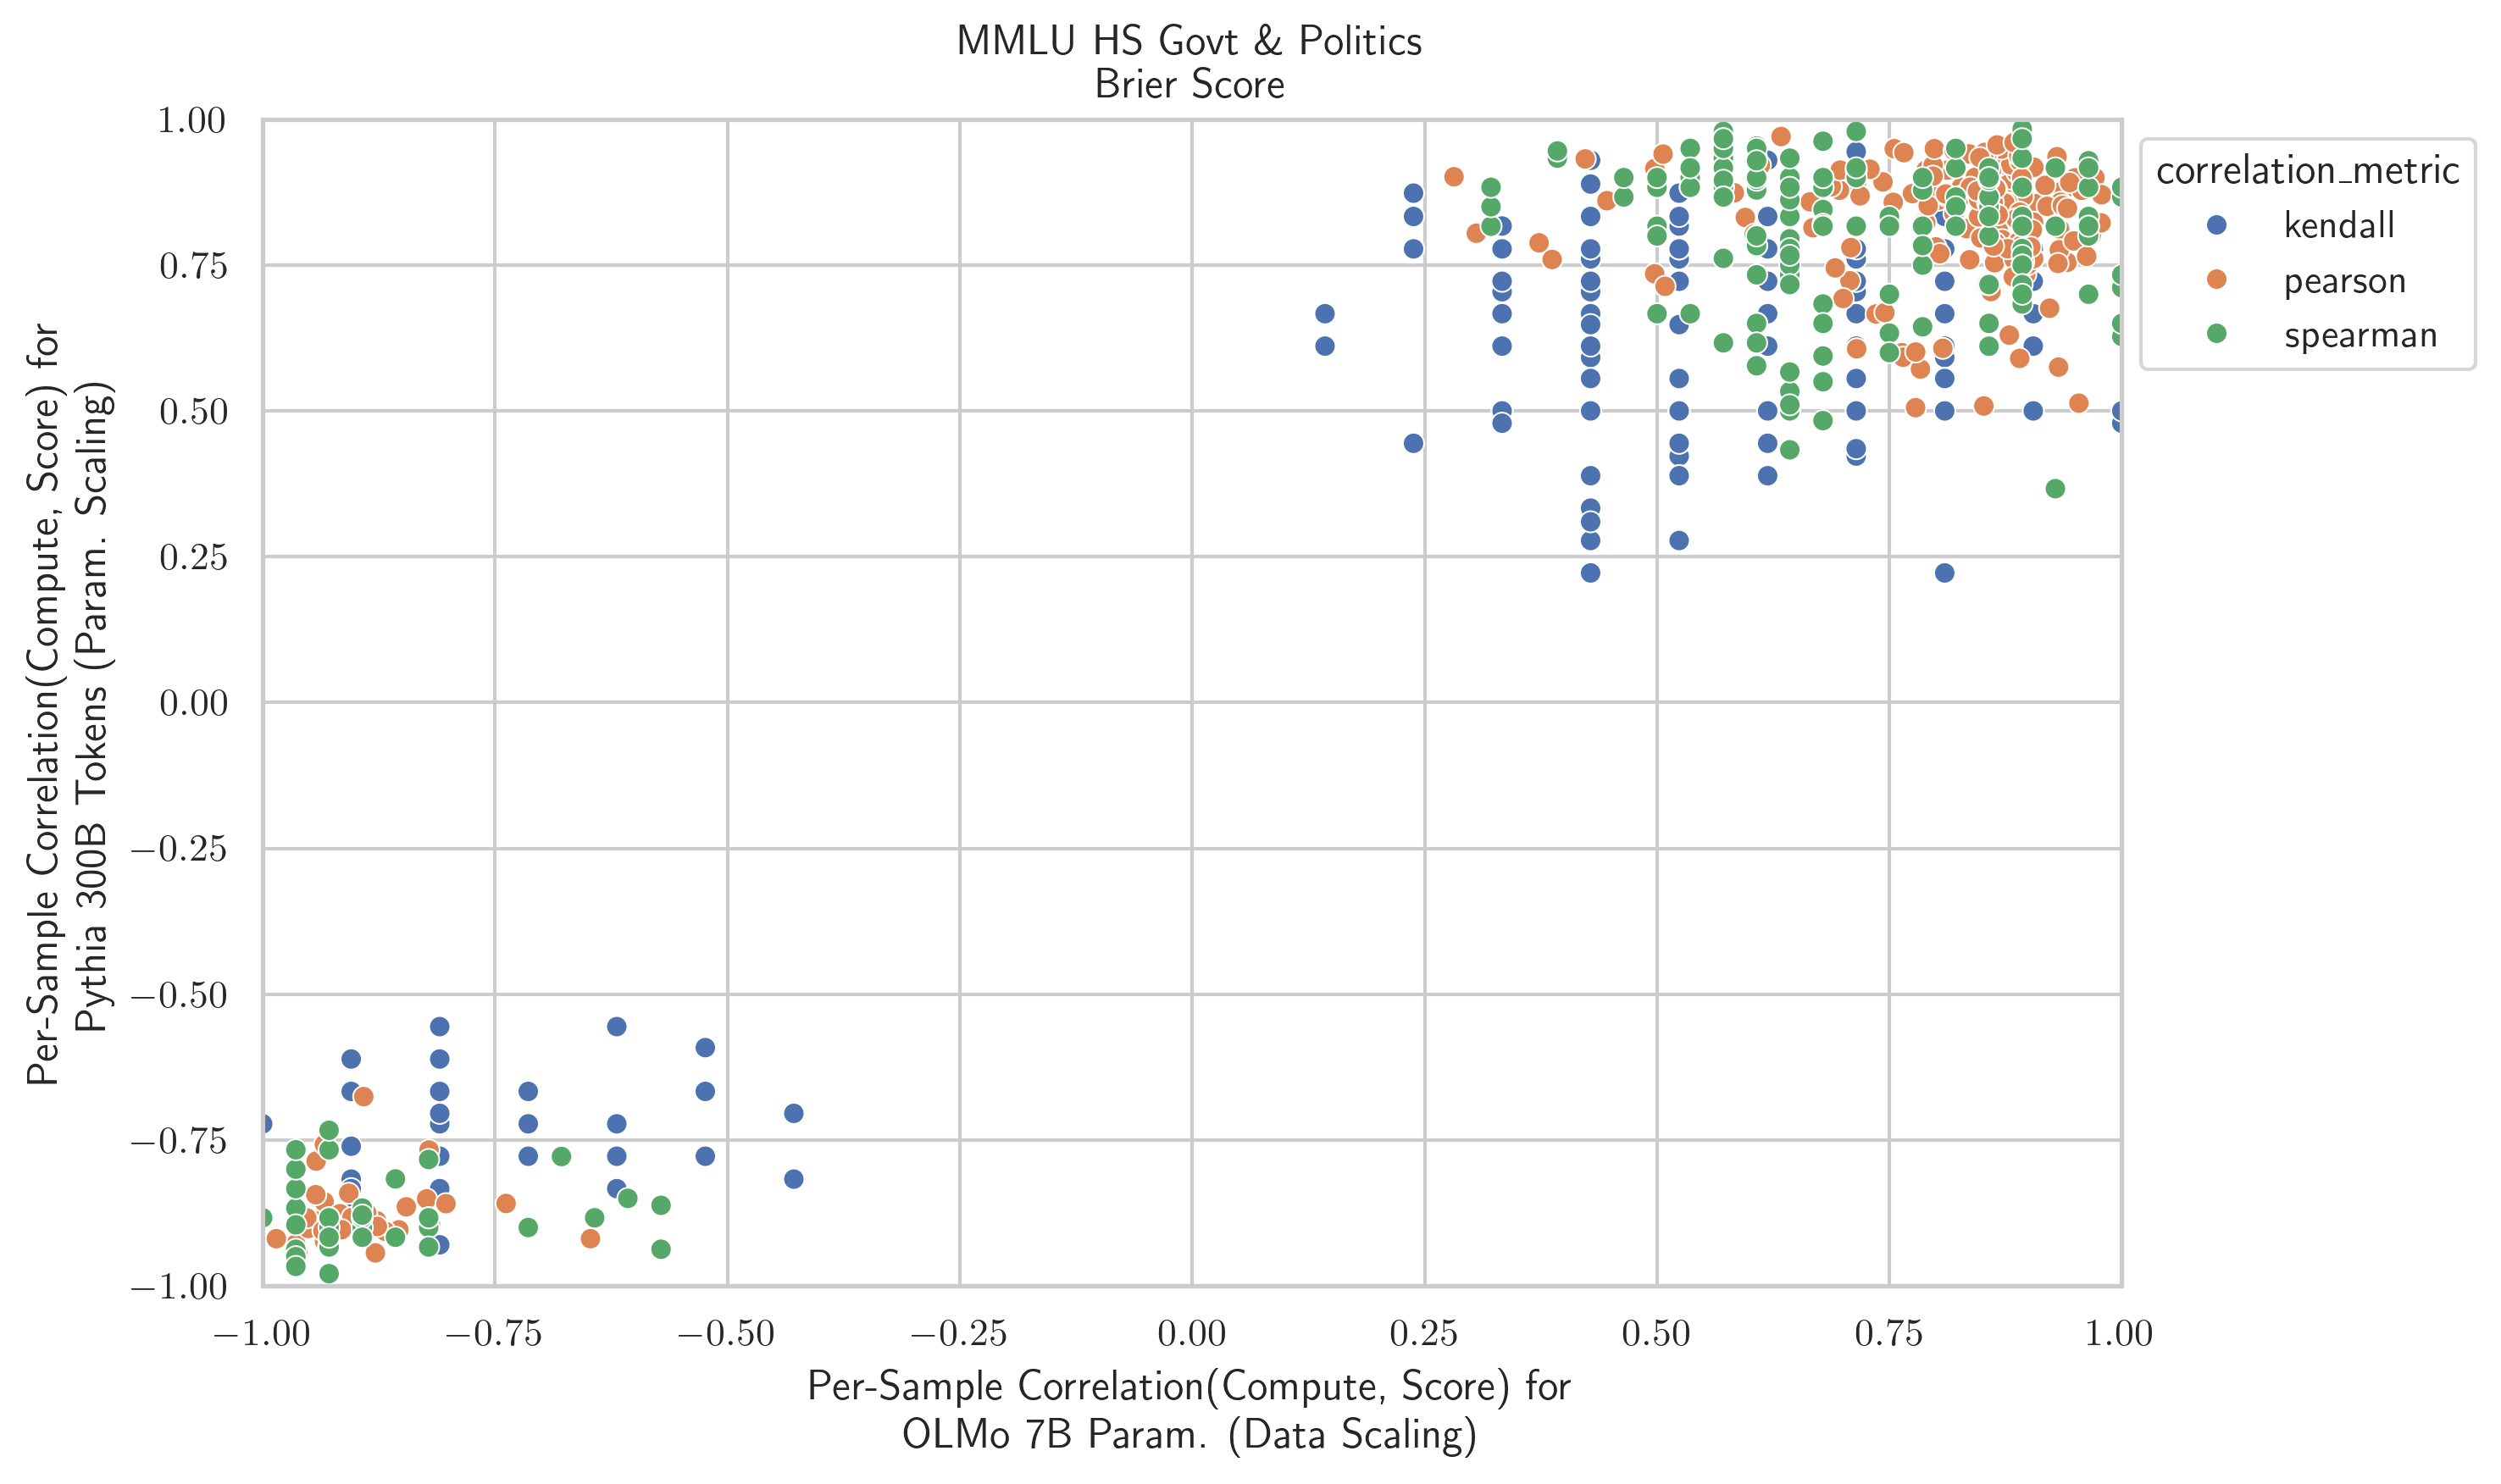 MMLU HS Govt & Politics
Brier Score
Per-Sample Correlation(Compute, Score) for
Pythia 300B Tokens (Param. Scaling)
1.00
0.75
0.50
0.25
0.00
−0.25
−0.50
−0.75
−1.00
−1.00
−0.75
−0.50
−0.25
0.00
0.25
0.50
0.75
1.00
Per-Sample Correlation(Compute, Score) for
OLMo 7B Param. (Data Scaling)
correlation_metric
kendall
pearson
spearman